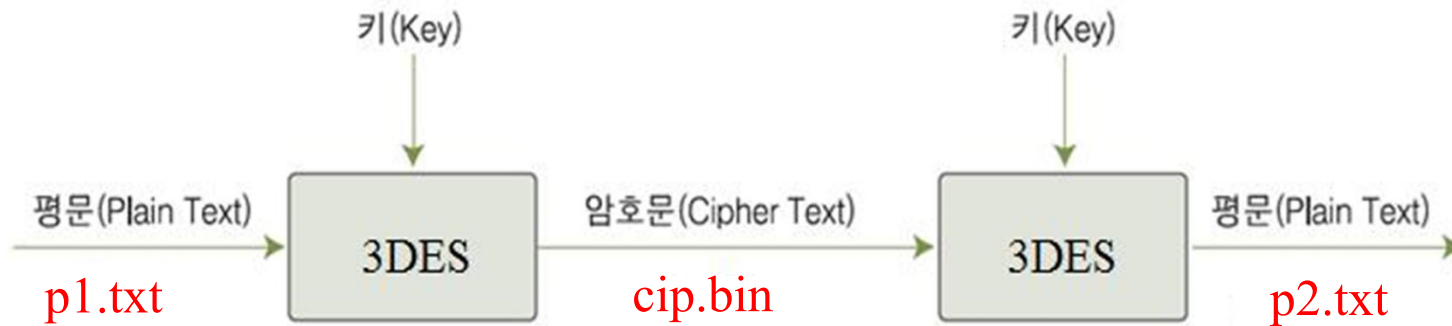 키(Key)
키(Key)
평문(Plain Text)
암호문(Cipher Text)
평문(Plain Text)
3DES
3DES
p1.txt
cip.bin
p2.txt